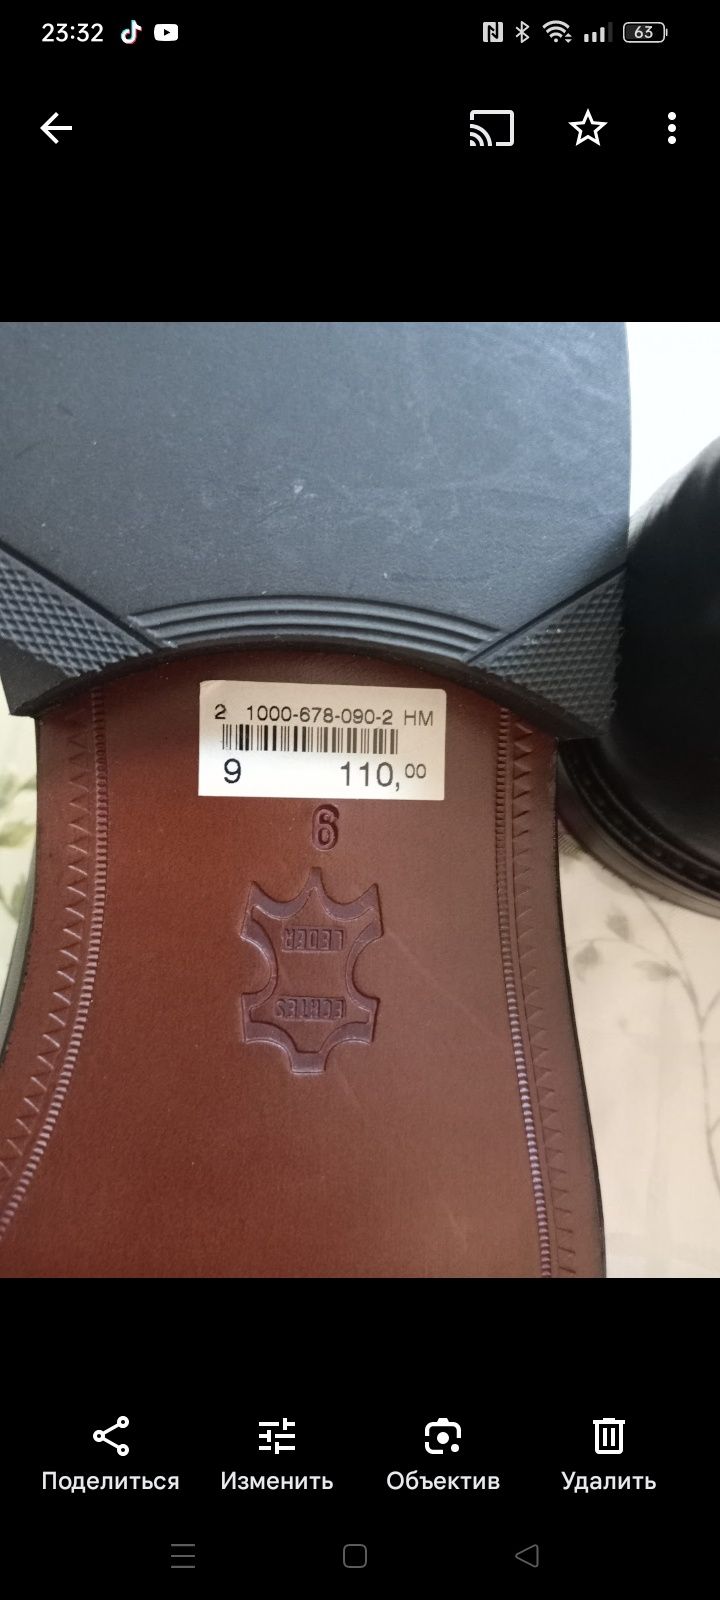 23:32
63
2 1000-678-090-2 HM
9 110,00
9
LEDER
ECHTES
Поделиться Изменить Объектив Удалить